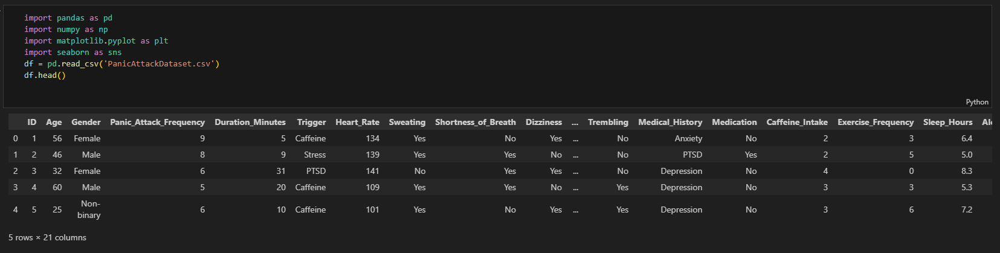 import pandas as pd
import numpy as np
import matplotlib.pyplot as plt
import seaborn as sns
df = pd.read_csv('PanicAttackDataset.csv')
df.head()
Python
ID Age Gender Panic_Attack_Frequency Duration_Minutes Trigger Heart_Rate Sweating Shortness_of_Breath Dizziness ... Trembling Medical_History Medication Caffeine_Intake Exercise_Frequency Sleep_Hours
0 1 56 Female 9 5 Caffeine 134 Yes No Yes ... No Anxiety No 2 3 6.4
1 2 46 Male 8 9 Stress 139 Yes Yes No ... No PTSD Yes 2 5 5.0
2 3 32 Female 6 31 PTSD 141 No Yes Yes ... No Depression No 4 0 8.3
3 4 60 Male 5 20 Caffeine 109 Yes Yes No ... Yes Depression No 3 3 5.3
4 5 25 Non-binary 6 10 Caffeine 101 Yes No Yes ... Yes Depression No 3 6 7.2
5 rows × 21 columns